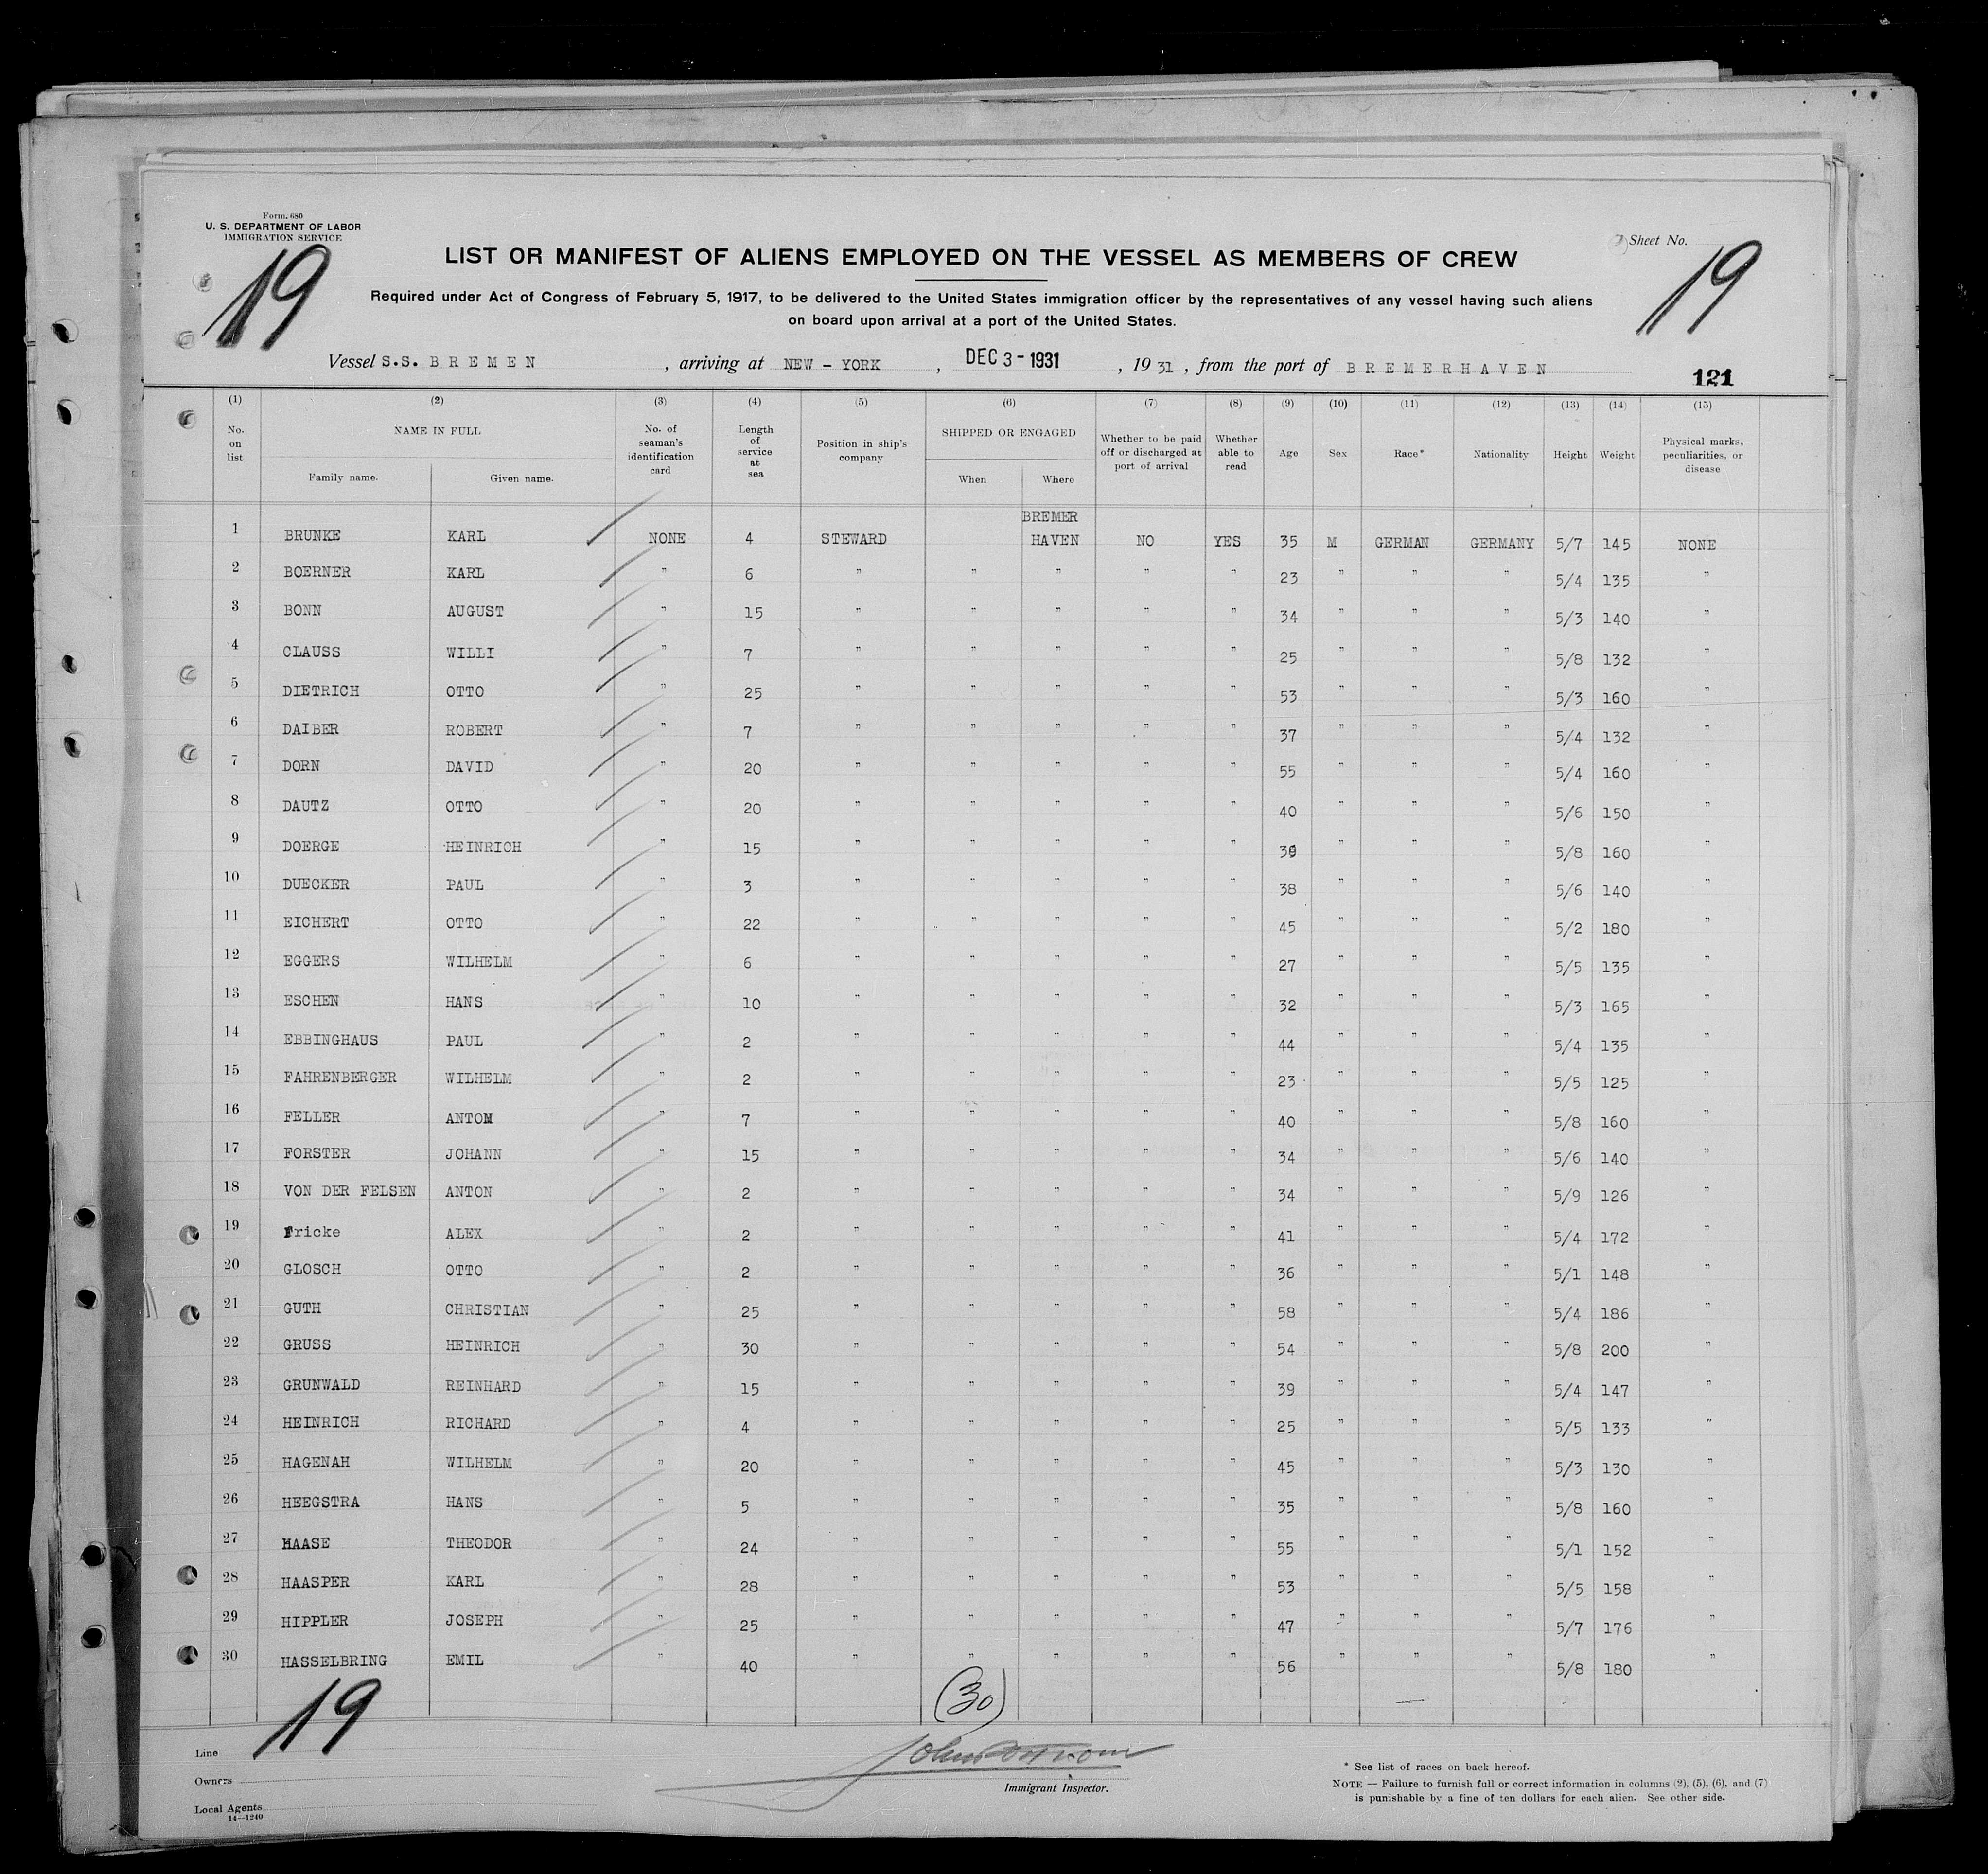 Form. 680
U. S. DEPARTMENT OF LABOR
IMMIGRATION SERVICE
19
Sheet No.
19
LIST OR MANIFEST OF ALIENS EMPLOYED ON THE VESSEL AS MEMBERS OF CREW
Required under Act of Congress of February 5, 1917, to be delivered to the United States immigration officer by the representatives of any vessel having such aliens
on board upon arrival at a port of the United States.
Vessel S.S. BREMEN, arriving at NEW - YORK, DEC 3 - 1931, 19 31, from the port of BREMERHAVEN
121
(1) (2) (3) (4) (5) (6) (7) (8) (9) (10) (11) (12) (13) (14) (15)
No. on list NAME IN FULL Family name. Given name. No. of seaman's identification card Length of service at sea Position in ship's company SHIPPED OR ENGAGED When Where Whether to be paid off or discharged at port of arrival Whether able to read Age Sex Race* Nationality Height Weight Physical marks, peculiarities, or disease
1 BRUNKE KARL NONE 4 STEWARD BREMER HAVEN NO YES 35 M GERMAN GERMANY 5/7 145 NONE
2 BOERNER KARL " 6 " " " " " 23 " " " 5/4 135 "
3 BONN AUGUST " 15 " " " " " 34 " " " 5/3 140 "
4 CLAUSS WILLI " 7 " " " " " 25 " " " 5/8 132 "
5 DIETRICH OTTO " 25 " " " " " 53 " " " 5/3 160 "
6 DAIBER ROBERT " 7 " " " " " 37 " " " 5/4 132 "
7 DORN DAVID " 20 " " " " " 55 " " " 5/4 160 "
8 DAUTZ OTTO " 20 " " " " " 40 " " " 5/6 150 "
9 DOERGE HEINRICH " 15 " " " " " " " " 5/8 160 "
10 DUECKER PAUL " 3 " " " " " 38 " " " 5/6 140 "
11 EICHERT OTTO " 22 " " " " " 45 " " " 5/2 180 "
12 EGGERS WILHELM " 6 " " " " " 27 " " " 5/5 135 "
13 ESCHEN HANS " 10 " " " " " 32 " " " 5/3 165 "
14 EBBINGHAUS PAUL " 2 " " " " " 44 " " " 5/4 135 "
15 FAHRENBERGER WILHELM " 2 " " " " " 23 " " " 5/5 125 "
16 FELLER ANTON " 7 " " " " " 40 " " " 5/8 160 "
17 FORSTER JOHANN " 15 " " " " " 34 " " " 5/6 140 "
18 VON DER FELSEN ANTON " 2 " " " " " 34 " " " 5/9 126 "
19 Fricke ALEX " 2 " " " " " 41 " " " 5/4 172 "
20 GLOSCH OTTO " 2 " " " " " 36 " " " 5/1 148 "
21 GUTH CHRISTIAN " 25 " " " " " 58 " " " 5/4 186 "
22 GRUSS HEINRICH " 30 " " " " " 54 " " " 5/8 200 "
23 GRUNWALD REINHARD " 15 " " " " " 39 " " " 5/4 147 "
24 HEINRICH RICHARD " 4 " " " " " 25 " " " 5/5 133 "
25 HAGENAH WILHELM " 20 " " " " " 45 " " " 5/3 130 "
26 HEEGSTRA HANS " 5 " " " " " 35 " " " 5/8 160 "
27 HAASE THEODOR " 24 " " " " " 55 " " " 5/1 152 "
28 HAASPER KARL " 28 " " " " " 53 " " " 5/5 158 "
29 HIPPLER JOSEPH " 25 " " " " " 47 " " " 5/7 176 "
30 HASSELBRING EMIL " 40 " " " " " 56 " " " 5/8 180 "
19
(30)
Line
Owners
Local Agents
14—1240
Immigrant Inspector.
* See list of races on back hereof.
NOTE — Failure to furnish full or correct information in columns (2), (5), (6), and (7)
is punishable by a fine of ten dollars for each alien. See other side.